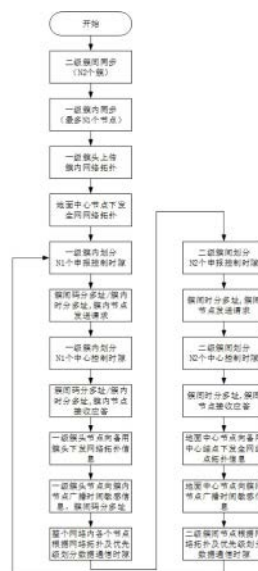 开始
二级簇间同步
（N2个簇）
一级簇内同步
（最多N1个节点）
一级簇头上传
簇内网络拓扑
地面中心节点下发
全网网络拓扑
一级簇内划分
N1个申报控制时隙
簇间码分多址/簇内
时分多址，簇内节点
发送请求
一级簇内划分
N1个中心控制时隙
簇间码分多址/簇内
时分多址，簇内节点
接收应答
一级簇头节点向备用
簇头下发网络拓扑信
息
一级簇头节点向簇内
节点广播时间敏感信
息，簇间码分多址
整个网络内各个节点
根据网络拓扑及优先
级划分数据通信时隙
二级簇间划分
N2个申报控制时隙
簇间时分多址，簇间
节点发送请求
二级簇间划分
N2个中心控制时隙
簇间时分多址，簇间
节点接收应答
地面中心节点向备用
中心结点下发全网节
点拓扑信息
地面中心节点向簇间
节点广播时间敏感信息
二级簇间节点根据网
络拓扑及优先级划分
数据通信时隙